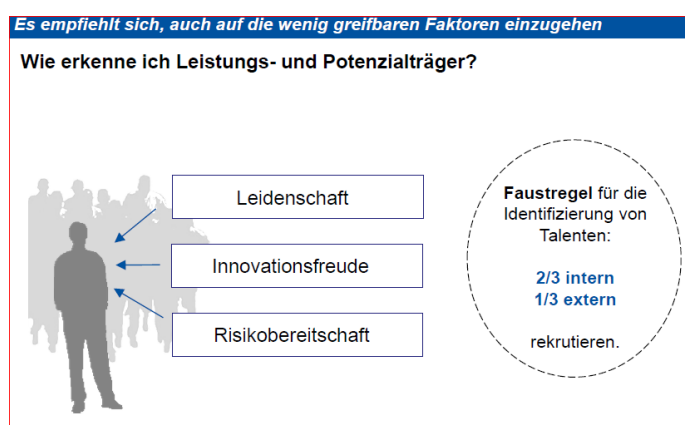 Es empfiehlt sich, auch auf die wenig greifbaren Faktoren einzugehen
Wie erkenne ich Leistungs- und Potenzialträger?
Leidenschaft
Innovationsfreude
Risikobereitschaft
Faustregel für die
Identifizierung von
Talenten:
2/3 intern
1/3 extern
rekrutieren.